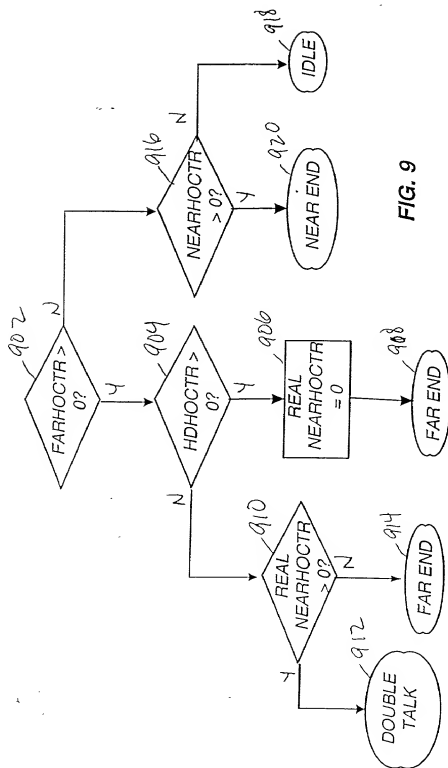 902
FARHOCTR >
0?
N
Y
916
NEARHOCTR
> 0?
N
Y
918
IDLE
920
NEAR END
904
HDHOCTR >
0?
N
Y
906
REAL
NEARHOCTR
= 0
908
FAR END
910
REAL
NEARHOCTR
> 0?
Y
N
912
DOUBLE
TALK
914
FAR END
FIG. 9